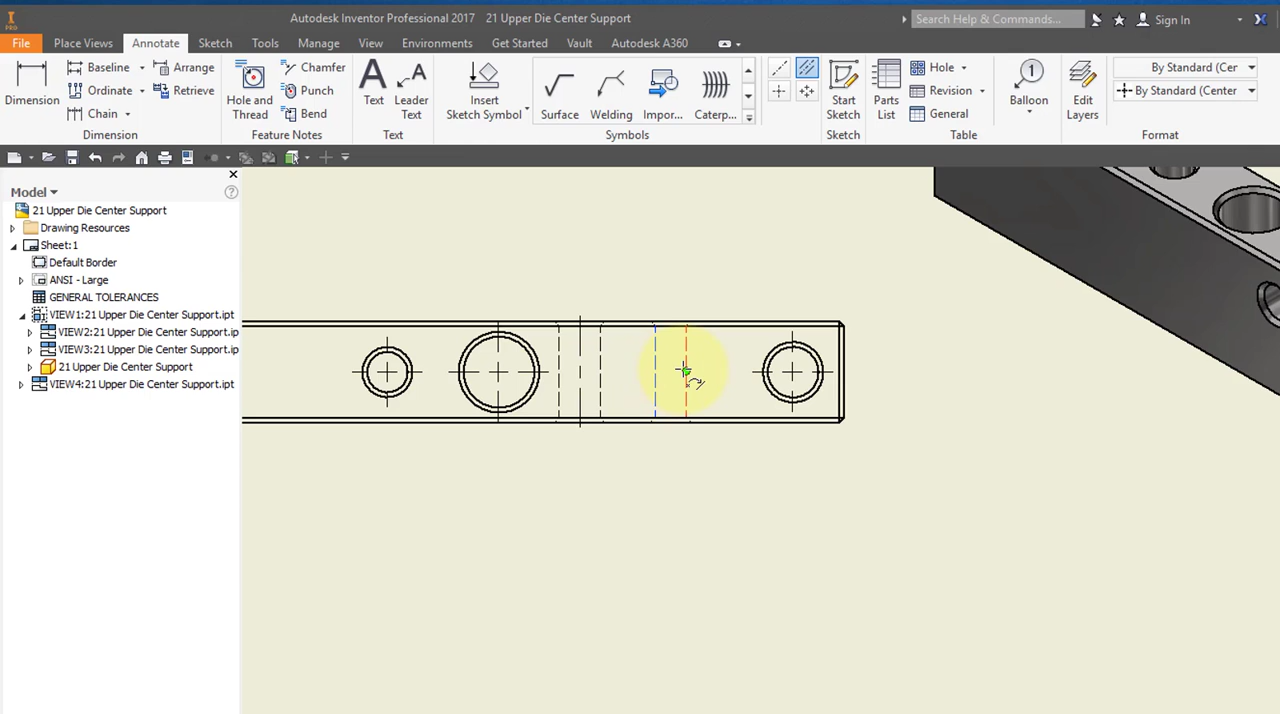 Autodesk Inventor Professional 2017 21 Upper Die Center Support
Search Help & Commands...
Sign In
PRO
File Place Views Annotate Sketch Tools Manage View Environments Get Started Vault Autodesk A360
Dimension
Baseline
Ordinate
Chain
Arrange
Retrieve
Dimension
Hole and Thread
Chamfer
Punch
Bend
Feature Notes
Text
Leader Text
Text
Insert Sketch Symbol
Surface
Welding
Impor...
Caterp...
Symbols
Start Sketch
Sketch
Parts List
Hole
Revision
General
Table
Balloon
Edit Layers
By Standard (Cer
By Standard (Center
Format
Model
21 Upper Die Center Support
Drawing Resources
Sheet:1
Default Border
ANSI - Large
GENERAL TOLERANCES
VIEW1:21 Upper Die Center Support.ipt
VIEW2:21 Upper Die Center Support.ip
VIEW3:21 Upper Die Center Support.ip
21 Upper Die Center Support
VIEW4:21 Upper Die Center Support.ipt